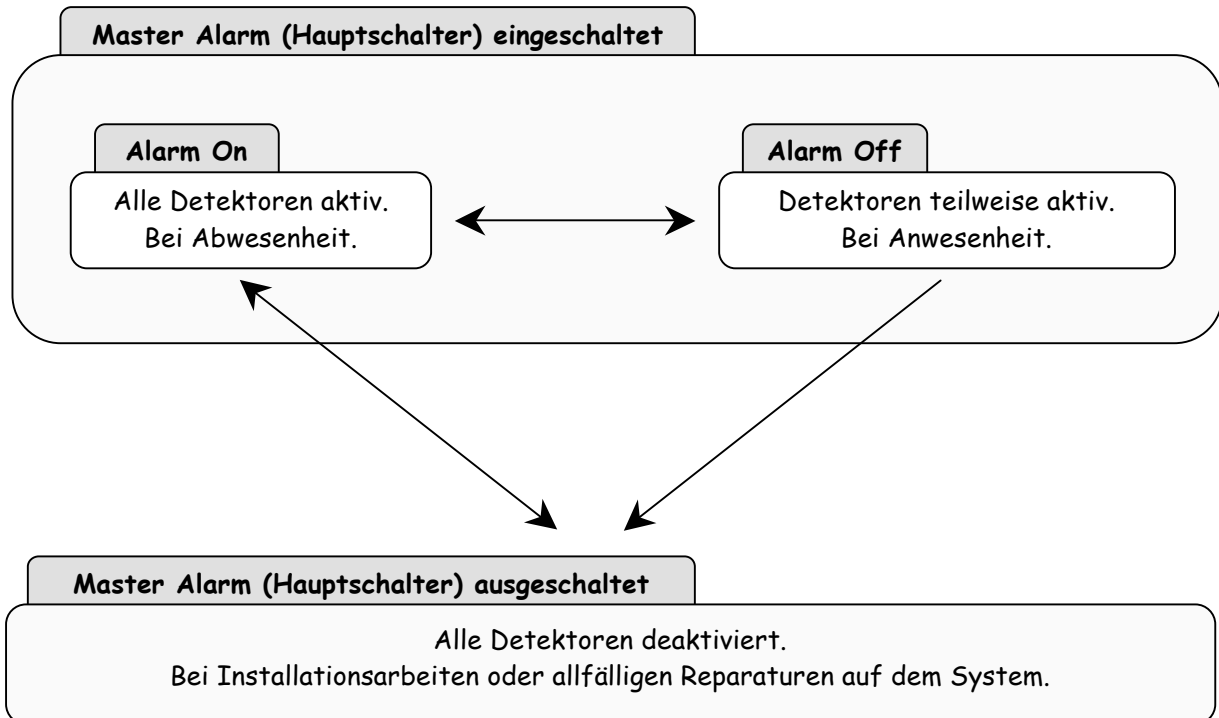 Master Alarm (Hauptschalter) eingeschaltet
Alarm On
Alle Detektoren aktiv.
Bei Abwesenheit.
Alarm Off
Detektoren teilweise aktiv.
Bei Anwesenheit.
Master Alarm (Hauptschalter) ausgeschaltet
Alle Detektoren deaktiviert.
Bei Installationsarbeiten oder allfälligen Reparaturen auf dem System.